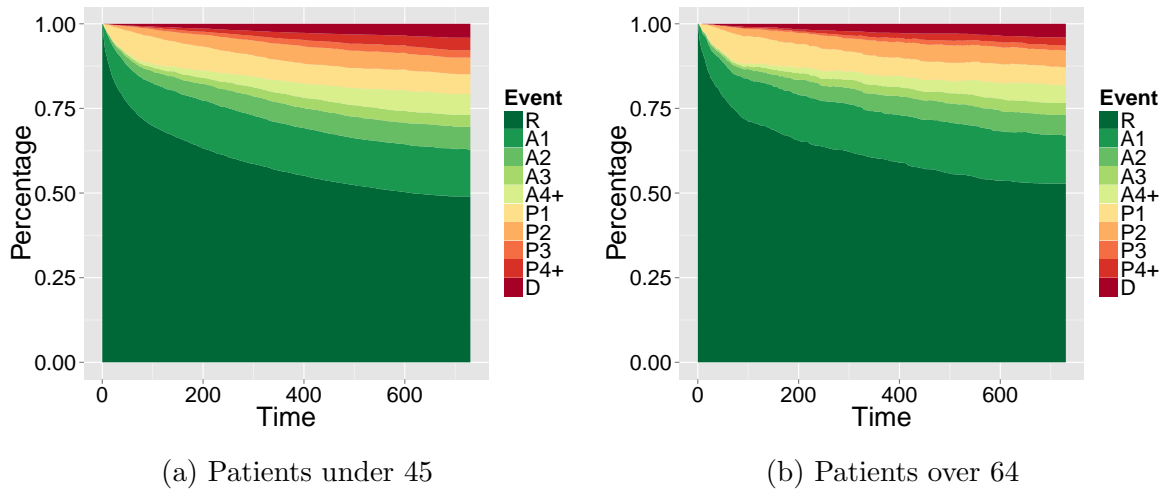 1.00
0.75
0.50
0.25
0.00
Percentage
0 200 400 600
Time
Event
R
A1
A2
A3
A4+
P1
P2
P3
P4+
D
(a) Patients under 45
1.00
0.75
0.50
0.25
0.00
Percentage
0 200 400 600
Time
Event
R
A1
A2
A3
A4+
P1
P2
P3
P4+
D
(b) Patients over 64